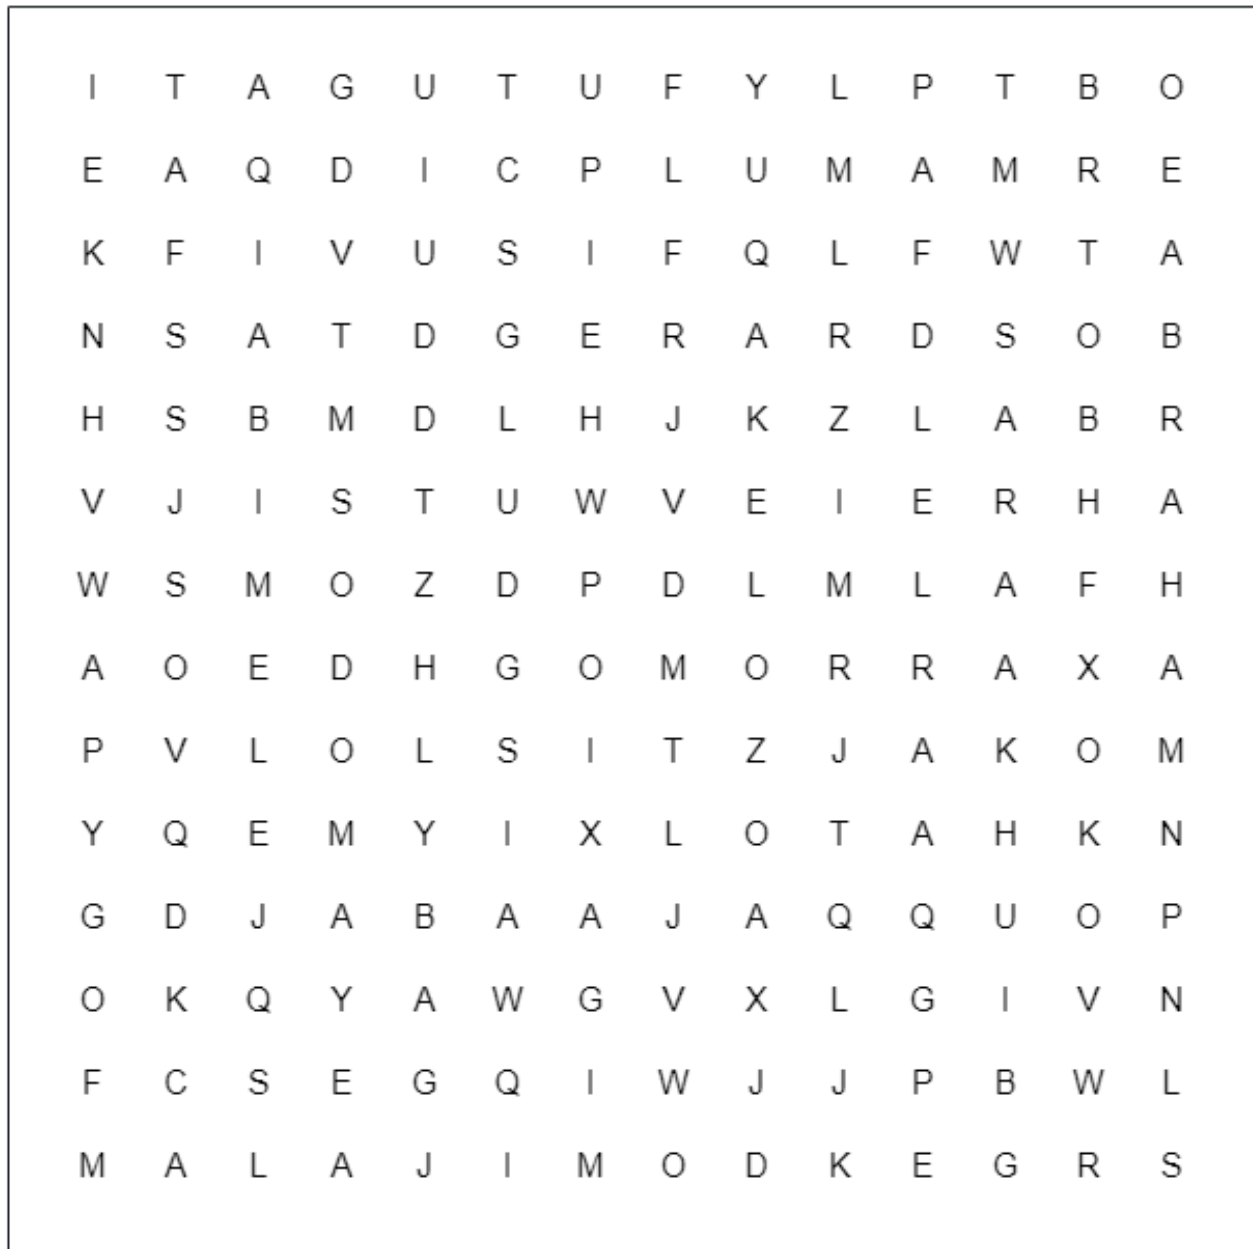 I T A G U T U F Y L P T B O
E A Q D I C P L U M A M R E
K F I V U S I F Q L F W T A
N S A T D G E R A R D S O B
H S B M D L H J K Z L A B R
V J I S T U W V E I E R H A
W S M O Z D P D L M L A F H
A O E D H G O M O R R A X A
P V L O L S I T Z J A K O M
Y Q E M Y I X L O T A H K N
G D J A B A A J A Q Q U O P
O K Q Y A W G V X L G I V N
F C S E G Q I W J J P B W L
M A L A J I M O D K E G R S